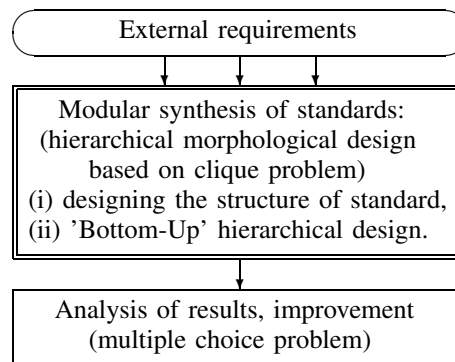 External requirements
Modular synthesis of standards:
(hierarchical morphological design
based on clique problem)
(i) designing the structure of standard,
(ii) ’Bottom-Up’ hierarchical design.
Analysis of results, improvement
(multiple choice problem)